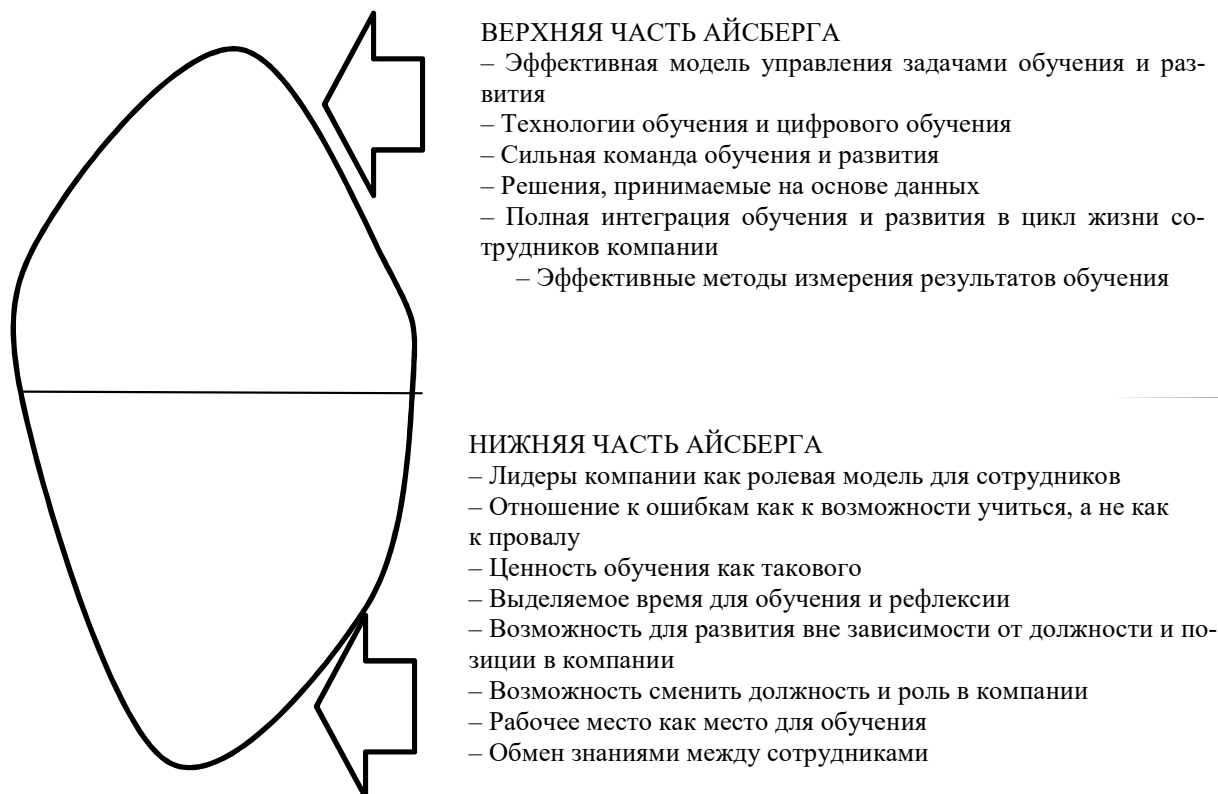 ВЕРХНЯЯ ЧАСТЬ АЙСБЕРГА
– Эффективная модель управления задачами обучения и раз-
вития
– Технологии обучения и цифрового обучения
– Сильная команда обучения и развития
– Решения, принимаемые на основе данных
– Полная интеграция обучения и развития в цикл жизни со-
трудников компании
– Эффективные методы измерения результатов обучения
НИЖНЯЯ ЧАСТЬ АЙСБЕРГА
– Лидеры компании как ролевая модель для сотрудников
– Отношение к ошибкам как к возможности учиться, а не как
к провалу
– Ценность обучения как такового
– Выделяемое время для обучения и рефлексии
– Возможность для развития вне зависимости от должности и по-
зиции в компании
– Возможность сменить должность и роль в компании
– Рабочее место как место для обучения
– Обмен знаниями между сотрудниками